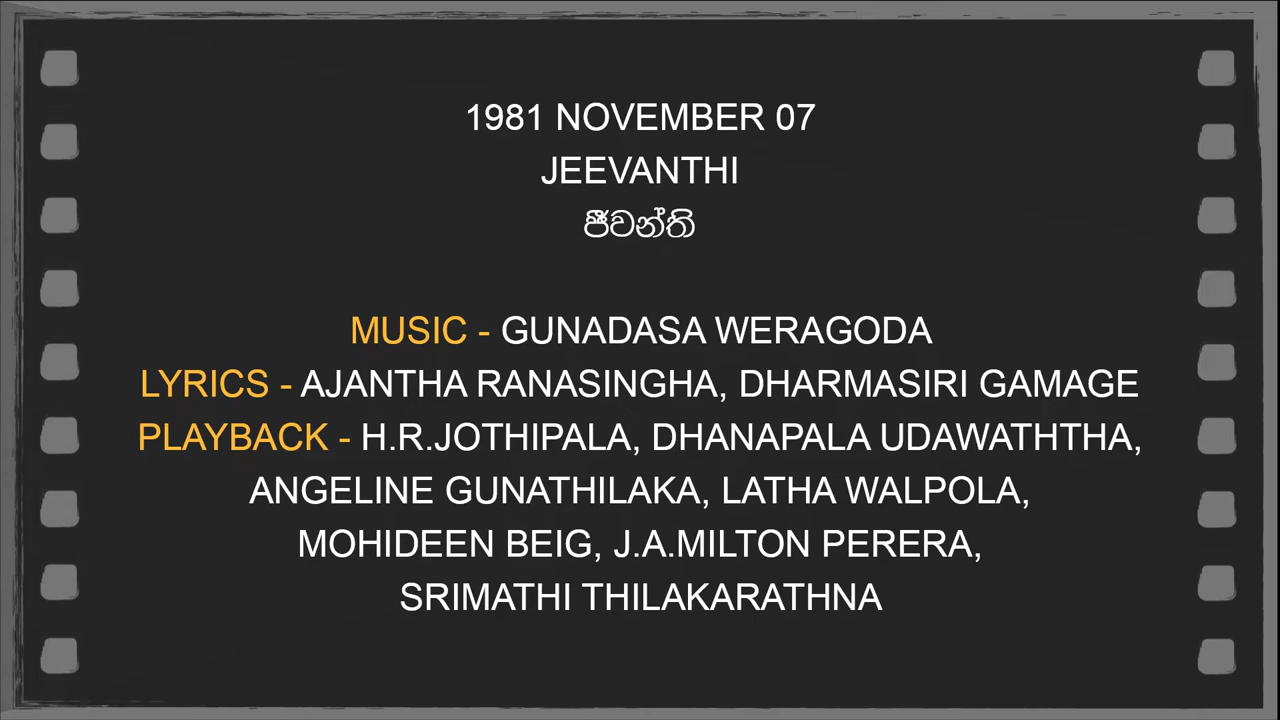 1981 NOVEMBER 07
JEEVANTHI
ජීවන්ති
MUSIC - GUNADASA WERAGODA
LYRICS - AJANTHA RANASINGHA, DHARMASIRI GAMAGE
PLAYBACK - H.R.JOTHIPALA, DHANAPALA UDAWATHTHA,
ANGELINE GUNATHILAKA, LATHA WALPOLA,
MOHIDEEN BEIG, J.A.MILTON PERERA,
SRIMATHI THILAKARATHNA